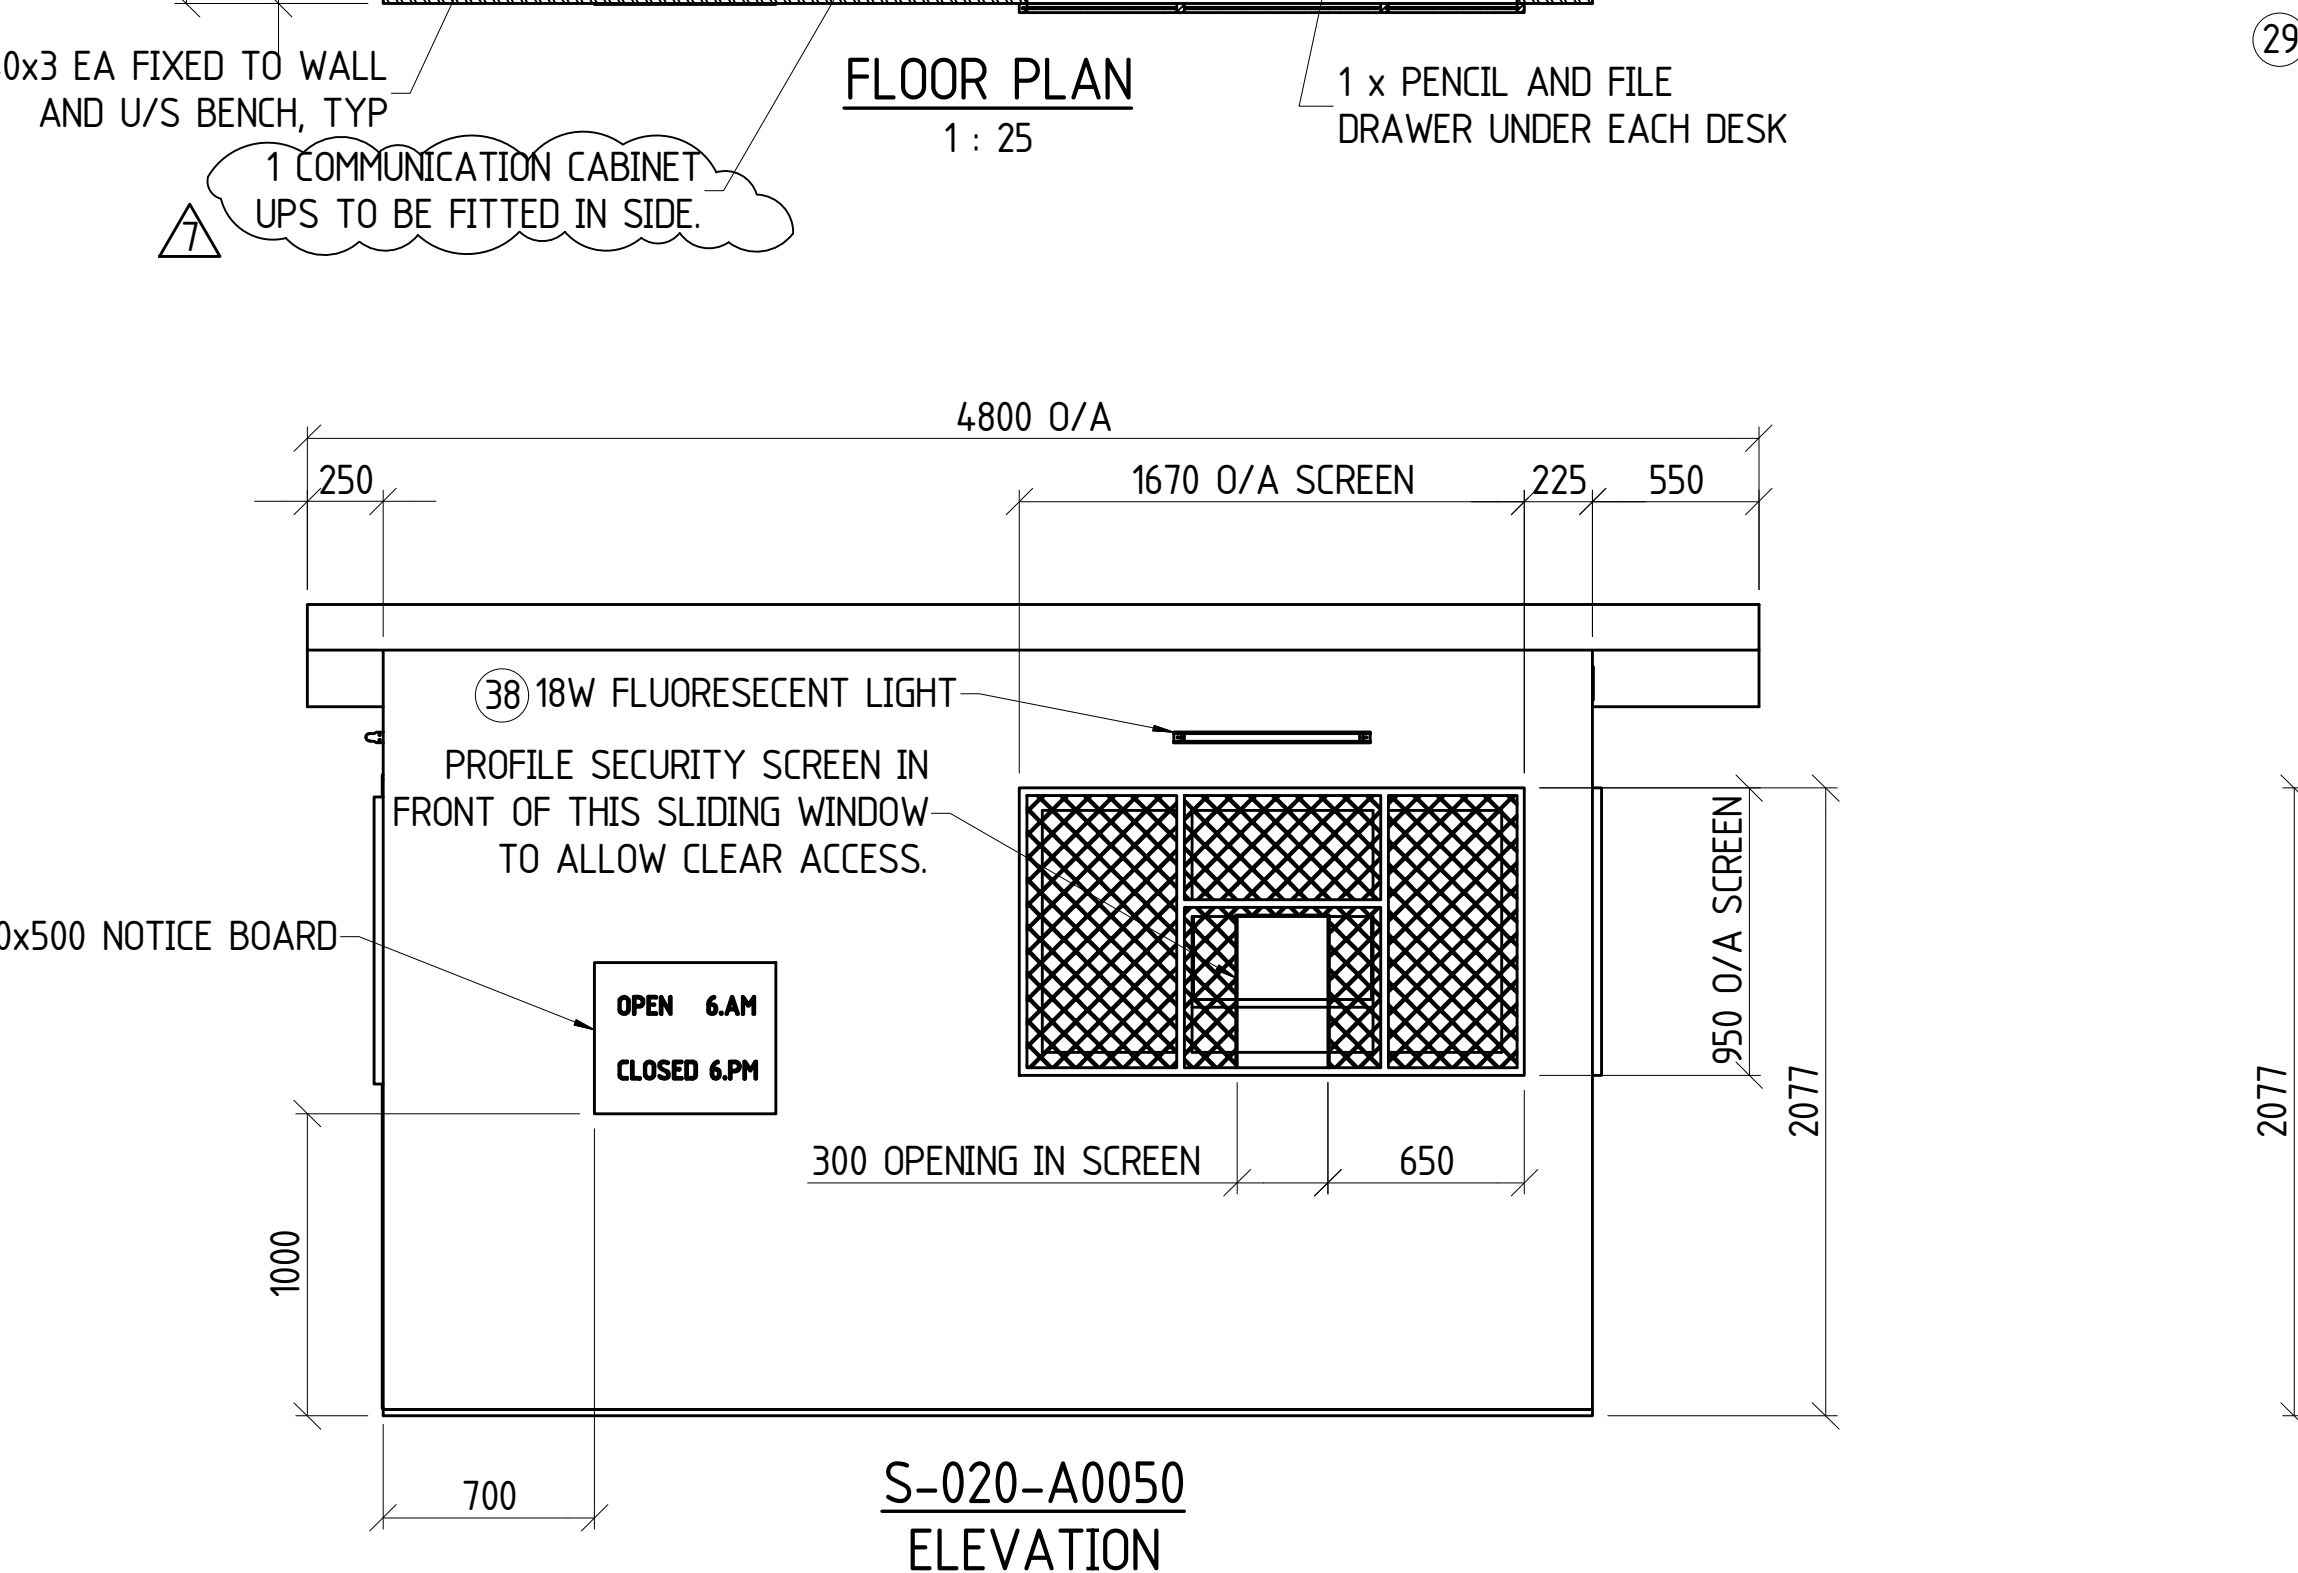 0x3 EA FIXED TO WALL
AND U/S BENCH, TYP
FLOOR PLAN
1 : 25
1 x PENCIL AND FILE
DRAWER UNDER EACH DESK
29
1 COMMUNICATION CABINET
UPS TO BE FITTED IN SIDE.
7
4800 O/A
250
1670 O/A SCREEN
225
550
38
18W FLUORESECENT LIGHT
PROFILE SECURITY SCREEN IN
FRONT OF THIS SLIDING WINDOW
TO ALLOW CLEAR ACCESS.
0x500 NOTICE BOARD
OPEN 6.AM
CLOSED 6.PM
950 O/A SCREEN
2077
2077
300 OPENING IN SCREEN
650
1000
700
S-020-A0050
ELEVATION